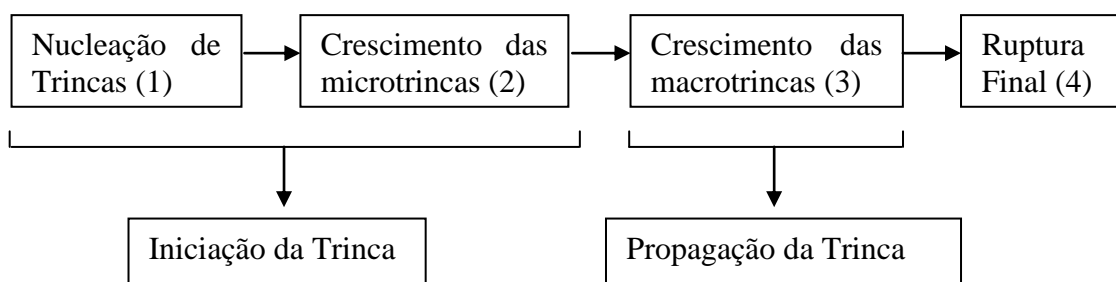 Nucleação de
Trincas (1)
Crescimento das
microtrincas (2)
Crescimento das
macrotrincas (3)
Ruptura
Final (4)
Iniciação da Trinca
Propagação da Trinca